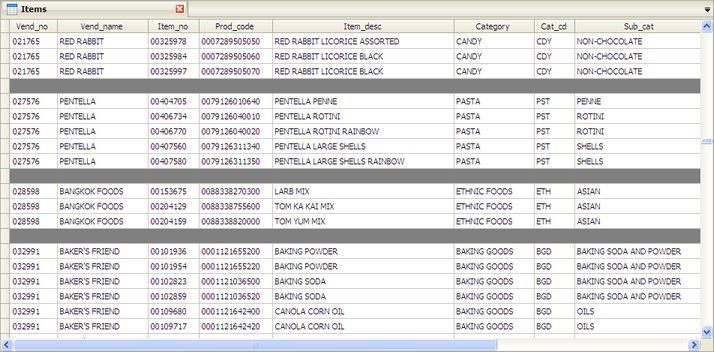 Items
Vend_no Vend_name Item_no Prod_code Item_desc Category Cat_cd Sub_cat
021765 RED RABBIT 00325978 0007289505050 RED RABBIT LICORICE ASSORTED CANDY CDY NON-CHOCOLATE
021765 RED RABBIT 00325984 0007289505060 RED RABBIT LICORICE BLACK CANDY CDY NON-CHOCOLATE
021765 RED RABBIT 00325997 0007289505070 RED RABBIT LICORICE BLACK CANDY CDY NON-CHOCOLATE
027576 PENTELLA 00404705 0079126010640 PENTELLA PENNE PASTA PST PENNE
027576 PENTELLA 00406734 0079126040010 PENTELLA ROTINI PASTA PST ROTINI
027576 PENTELLA 00406770 0079126040020 PENTELLA ROTINI RAINBOW PASTA PST ROTINI
027576 PENTELLA 00407560 0079126311340 PENTELLA LARGE SHELLS PASTA PST SHELLS
027576 PENTELLA 00407580 0079126311350 PENTELLA LARGE SHELLS RAINBOW PASTA PST SHELLS
028598 BANGKOK FOODS 00153675 0088338270300 LARB MIX ETHNIC FOODS ETH ASIAN
028598 BANGKOK FOODS 00204129 0088338755600 TOM KA KAI MIX ETHNIC FOODS ETH ASIAN
028598 BANGKOK FOODS 00204159 0088338820000 TOM YUM MIX ETHNIC FOODS ETH ASIAN
032991 BAKER'S FRIEND 00101936 0001121655200 BAKING POWDER BAKING GOODS BGD BAKING SODA AND POWDER
032991 BAKER'S FRIEND 00101954 0001121655220 BAKING POWDER BAKING GOODS BGD BAKING SODA AND POWDER
032991 BAKER'S FRIEND 00102823 0001121036500 BAKING SODA BAKING GOODS BGD BAKING SODA AND POWDER
032991 BAKER'S FRIEND 00102859 0001121036520 BAKING SODA BAKING GOODS BGD BAKING SODA AND POWDER
032991 BAKER'S FRIEND 00109680 0001121642400 CANOLA CORN OIL BAKING GOODS BGD OILS
032991 BAKER'S FRIEND 00109717 0001121642420 CANOLA CORN OIL BAKING GOODS BGD OILS